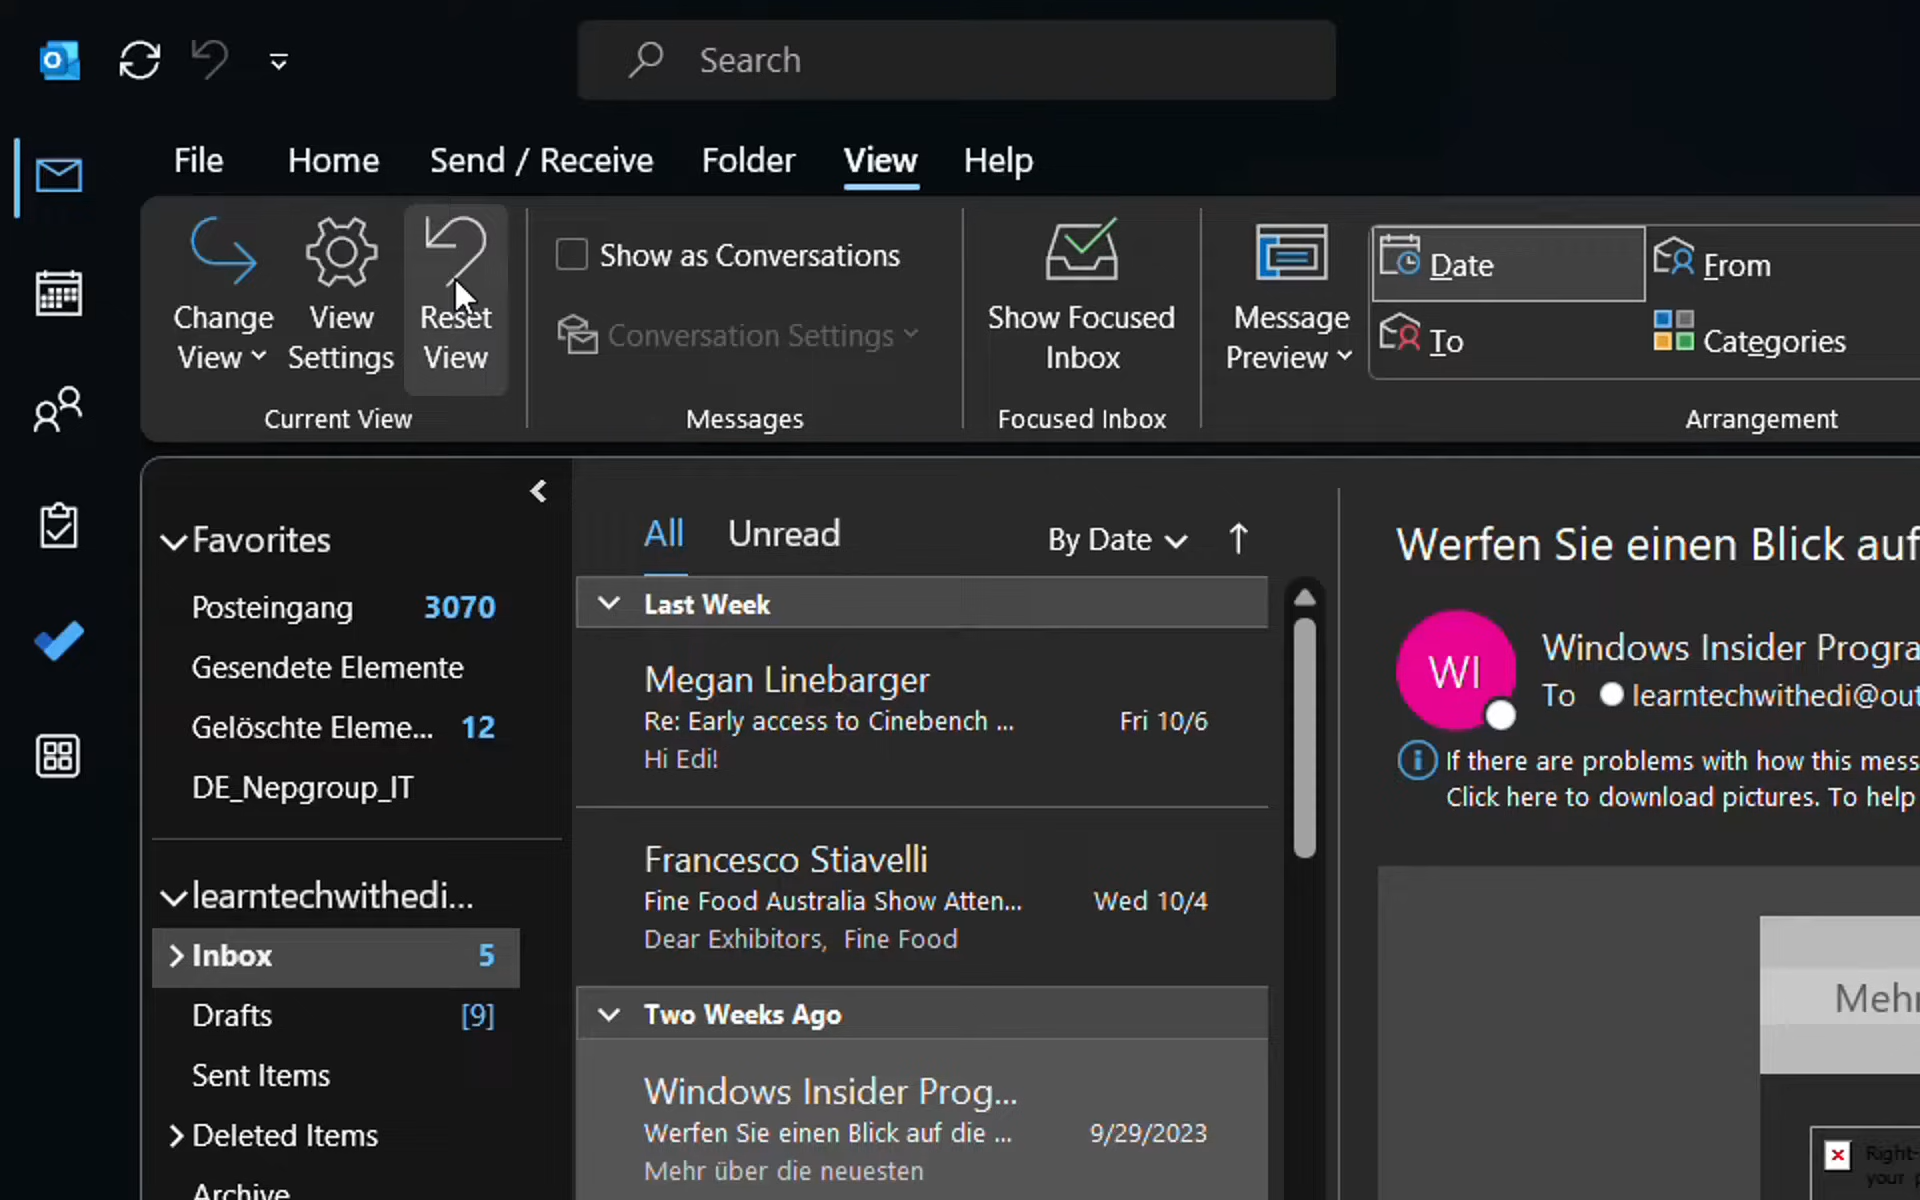 Search
File Home Send / Receive Folder View Help
Change View
View Settings
Reset View
Current View
Show as Conversations
Conversation Settings
Messages
Show Focused Inbox
Focused Inbox
Message Preview
Date
From
To
Categories
Arrangement
Favorites
Posteingang 3070
Gesendete Elemente
Gelöschte Eleme... 12
DE_Nepgroup_IT
learntechwithedi...
Inbox 5
Drafts [9]
Sent Items
Deleted Items
Archive
All Unread By Date
Last Week
Megan Linebarger
Re: Early access to Cinebench ... Fri 10/6
Hi Edi!
Francesco Stiavelli
Fine Food Australia Show Atten... Wed 10/4
Dear Exhibitors, Fine Food
Two Weeks Ago
Windows Insider Prog...
Werfen Sie einen Blick auf die ... 9/29/2023
Mehr über die neuesten
Werfen Sie einen Blick auf
WI
Windows Insider Progra
To learntechwithedi@out
If there are problems with how this mess
Click here to download pictures. To help
Mehr
Right-
your p